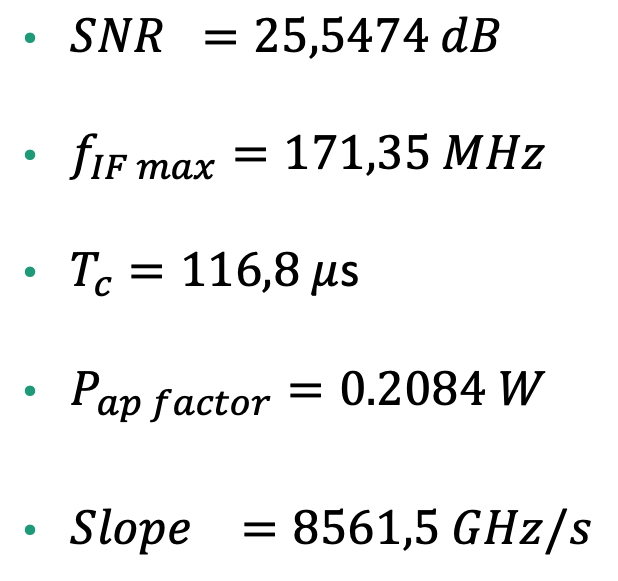 • SNR = 25,5474 dB
• f_IF max = 171,35 MHz
• T_c = 116,8 μs
• P_ap factor = 0.2084 W
• Slope = 8561,5 GHz/s